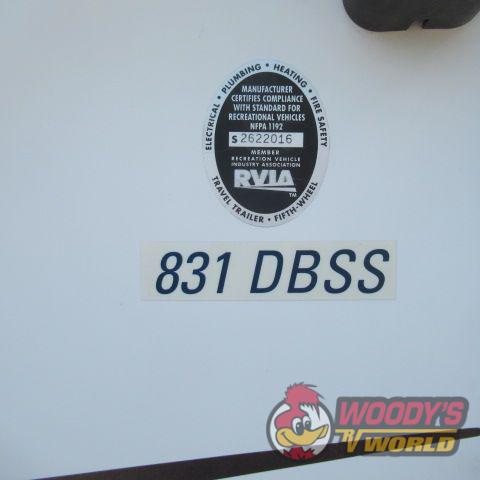 ELECTRICAL • PLUMBING • HEATING • FIRE SAFETY
MANUFACTURER
CERTIFIES COMPLIANCE
WITH STANDARD FOR
RECREATIONAL VEHICLES
NFPA 1192
S 2622016
MEMBER
RECREATION VEHICLE
INDUSTRY ASSOCIATION
RVIA
TM
TRAVEL TRAILER • FIFTH-WHEEL
831 DBSS
WOODY'S
RV WORLD